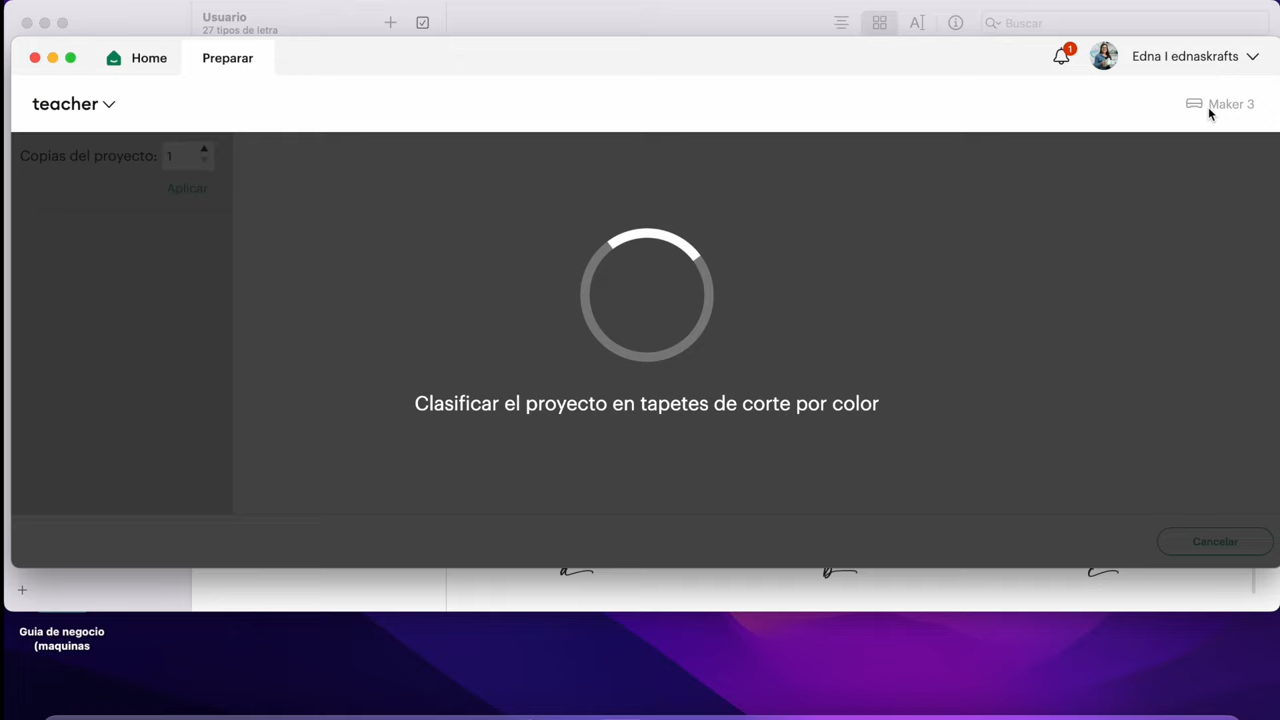 Usuario
27 tipos de letra
Buscar
Home
Preparar
1
Edna I ednaskrafts
teacher
Maker 3
Copias del proyecto: 1
Aplicar
Clasificar el proyecto en tapetes de corte por color
Cancelar
a b c
Guia de negocio
(maquinas